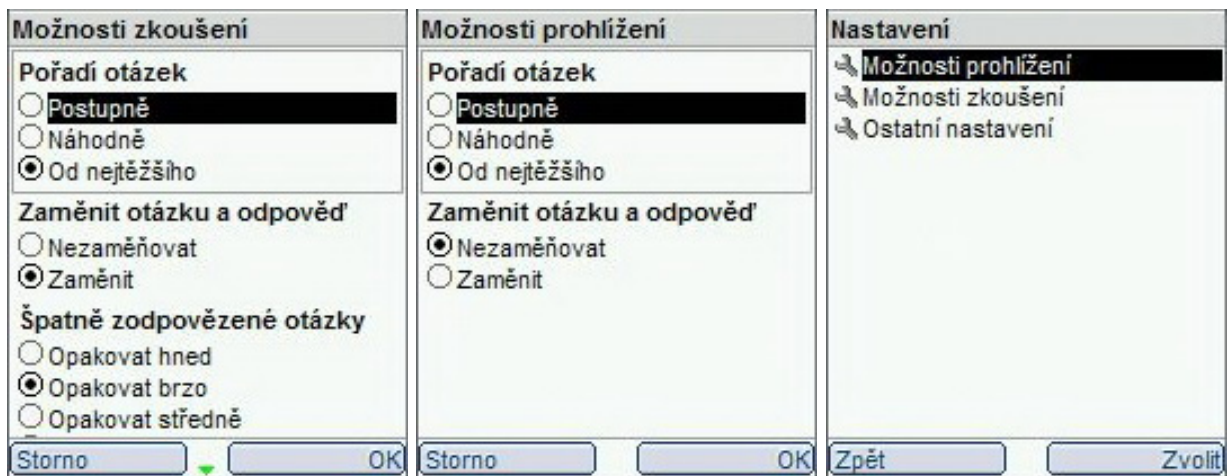 Možnosti zkoušení
Pořadí otázek
Postupně
Náhodně
Od nejtěžšího
Zaměnit otázku a odpověď
Nezaměňovat
Zaměnit
Špatně zodpovězené otázky
Opakovat hned
Opakovat brzo
Opakovat středně
Storno
OK
Možnosti prohlížení
Pořadí otázek
Postupně
Náhodně
Od nejtěžšího
Zaměnit otázku a odpověď
Nezaměňovat
Zaměnit
Storno
OK
Nastavení
Možnosti prohlížení
Možnosti zkoušení
Ostatní nastavení
Zpět
Zvolit